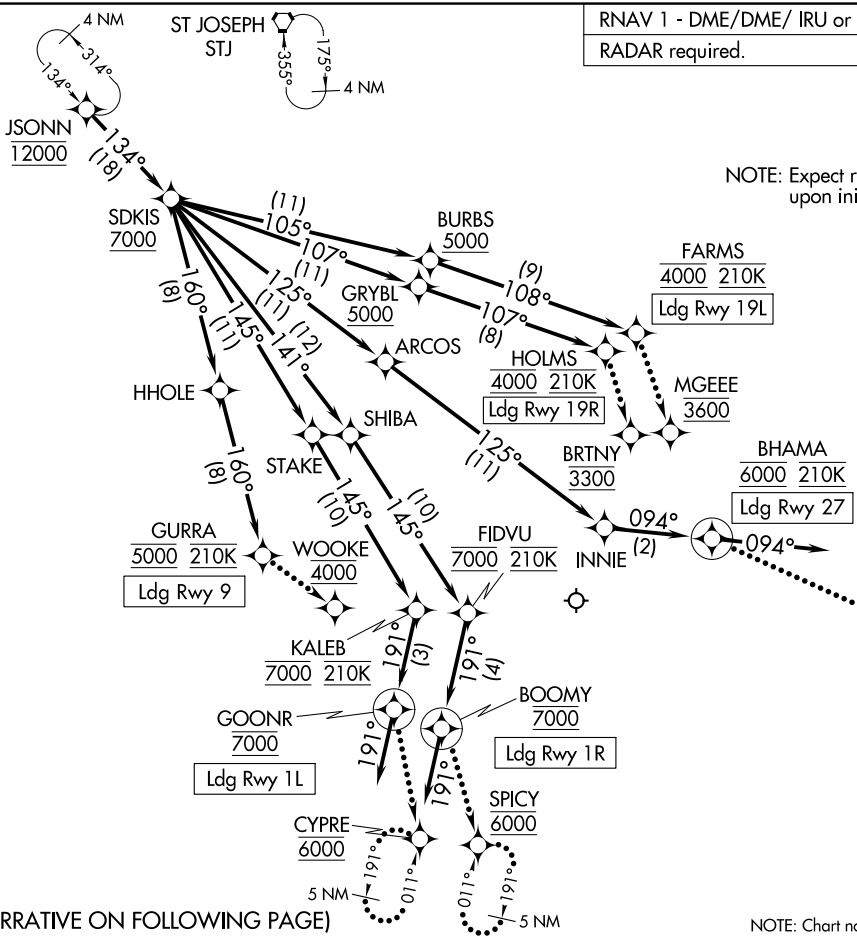 RNAV 1 - DME/DME/ IRU or
RADAR required.
4 NM
314°
134°
ST JOSEPH
STJ
355°
175°
4 NM
JSONN
12000
134°
(18)
NOTE: Expect r
upon ini
SDKIS
7000
(11)
105°
BURBS
5000
107°
(11)
GRYBL
5000
(9)
108°
FARMS
4000 210K
Ldg Rwy 19L
107°
(8)
HOLMS
4000 210K
Ldg Rwy 19R
125°
(11)
ARCOS
160°
(8)
145°
(11)
141°
(12)
HHOLE
SHIBA
STAKE
MGEEE
3600
BRTNY
3300
125°
(11)
BHAMA
6000 210K
Ldg Rwy 27
160°
(8)
145°
(10)
145°
(10)
GURRA
5000 210K
Ldg Rwy 9
WOOKE
4000
FIDVU
7000 210K
INNIE
094°
(2)
094°
KALEB
7000 210K
191°
(3)
191°
(4)
GOONR
7000
Ldg Rwy 1L
191°
BOOMY
7000
Ldg Rwy 1R
191°
CYPRE
6000
SPICY
6000
191°
011°
5 NM
011°
191°
5 NM
RRATIVE ON FOLLOWING PAGE)
NOTE: Chart no